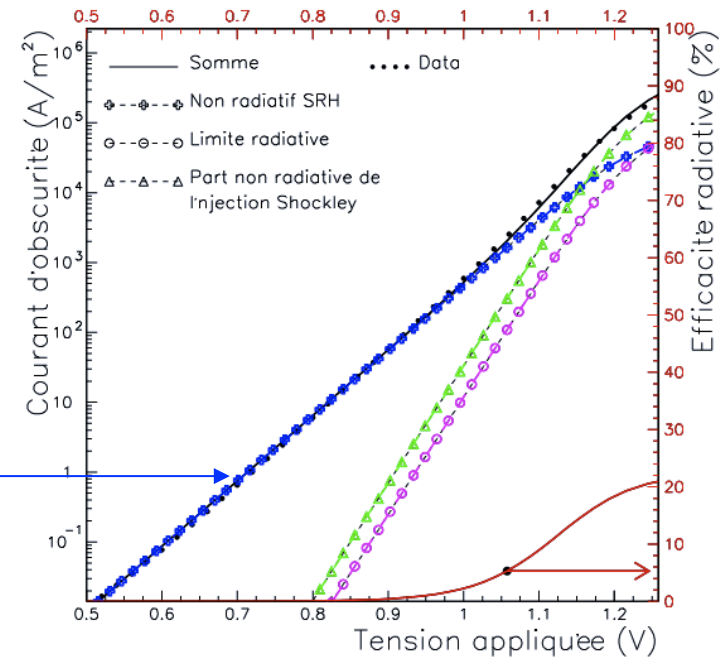 0.5 0.6 0.7 0.8 0.9 1 1.1 1.2
Courant d'obscurité (A/m²)
10⁶
10⁵
10⁴
10³
10²
10
1
10⁻¹
Somme
Data
Non radiatif SRH
Limite radiative
Part non radiative de
l'injection Shockley
100
90
80
70
60
50
40
30
20
10
0
Efficacite radiative (%)
0.5 0.6 0.7 0.8 0.9 1 1.1 1.2
Tension appliquée (V)